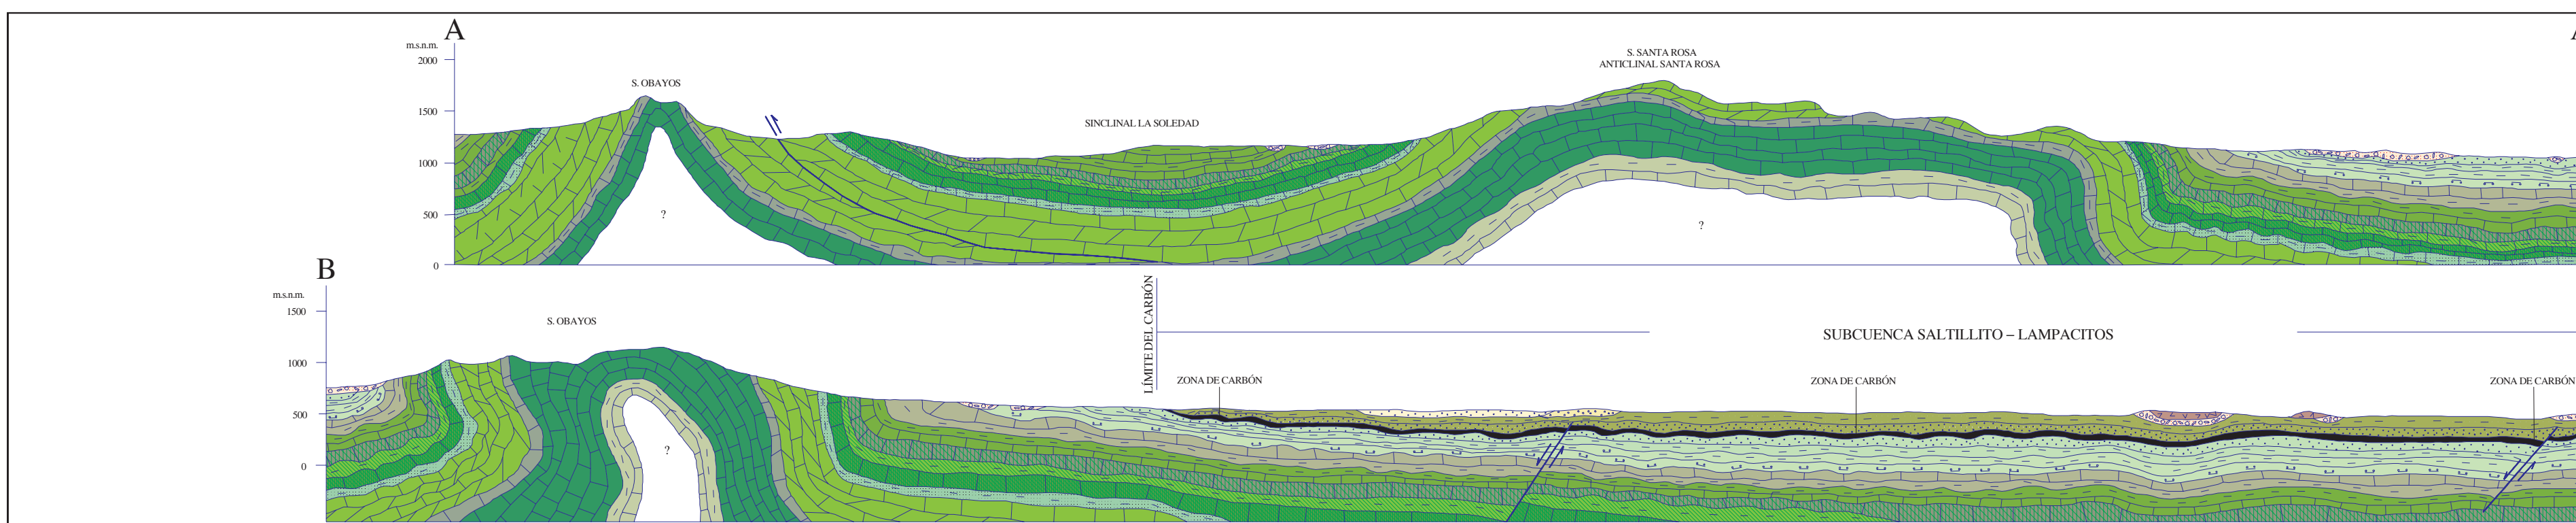 A
A
m.s.n.m.
2000
1500
1000
500
0
S. OBAYOS
?
SINCLINAL LA SOLEDAD
S. SANTA ROSA
ANTICLINAL SANTA ROSA
?
B
m.s.n.m.
1500
1000
500
0
S. OBAYOS
?
LÍMITE DEL CARBÓN
SUBCUENCA SALTILLITO – LAMPACITOS
ZONA DE CARBÓN
ZONA DE CARBÓN
ZONA DE CARBÓN